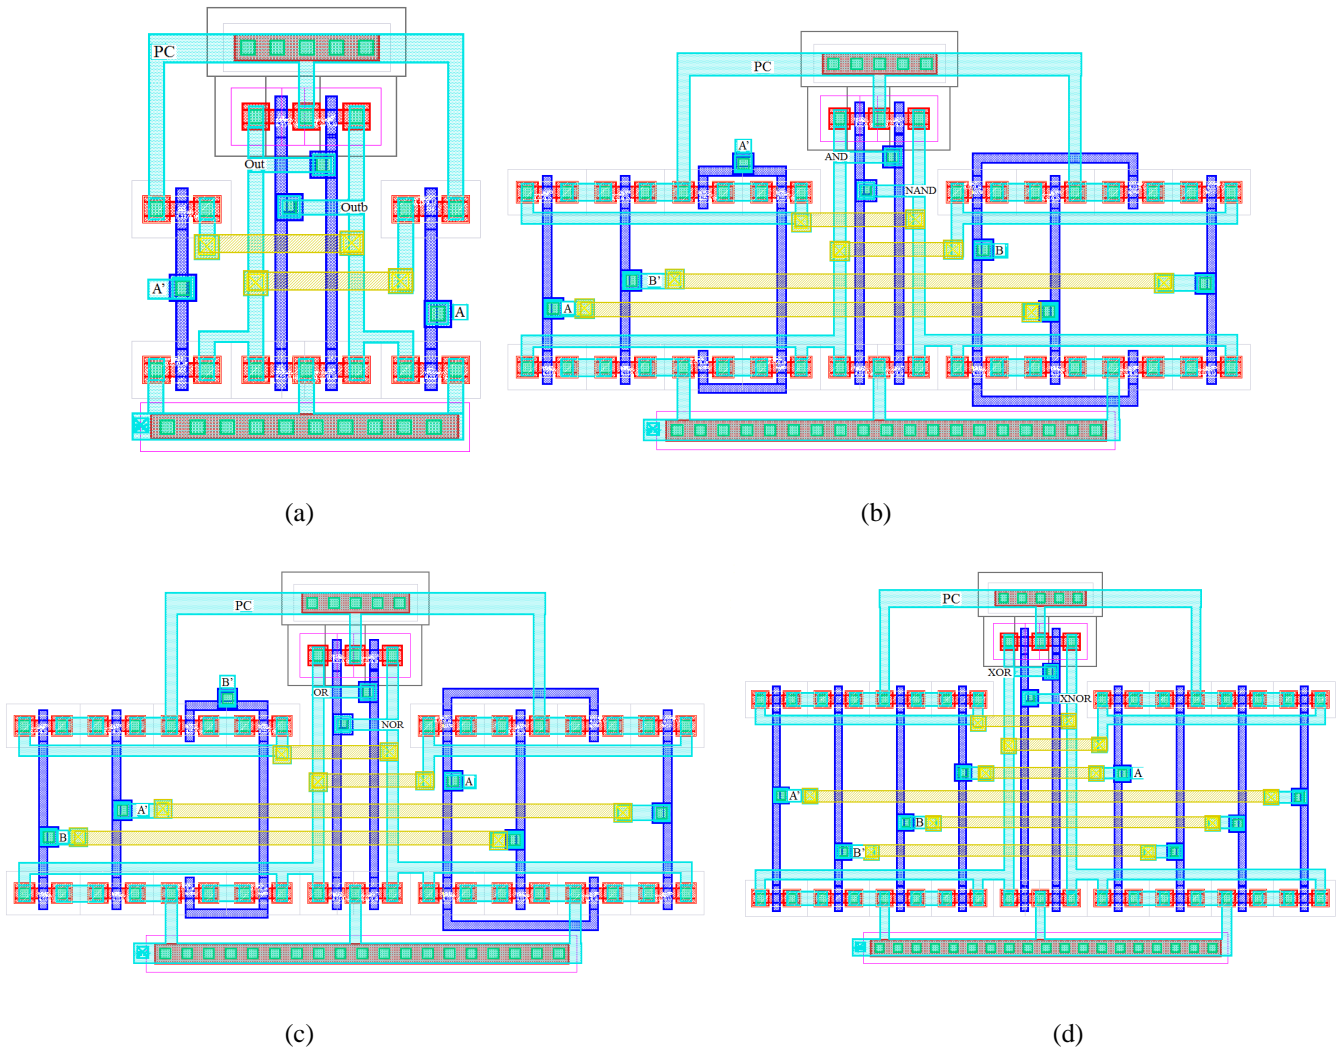 PC
Out
Outb
A'
A
(a)
PC
A'
AND
NAND
B
B'
A
(b)
PC
B'
OR
NOR
A
A'
B
(c)
PC
XOR
XNOR
A
A'
B
B'
(d)